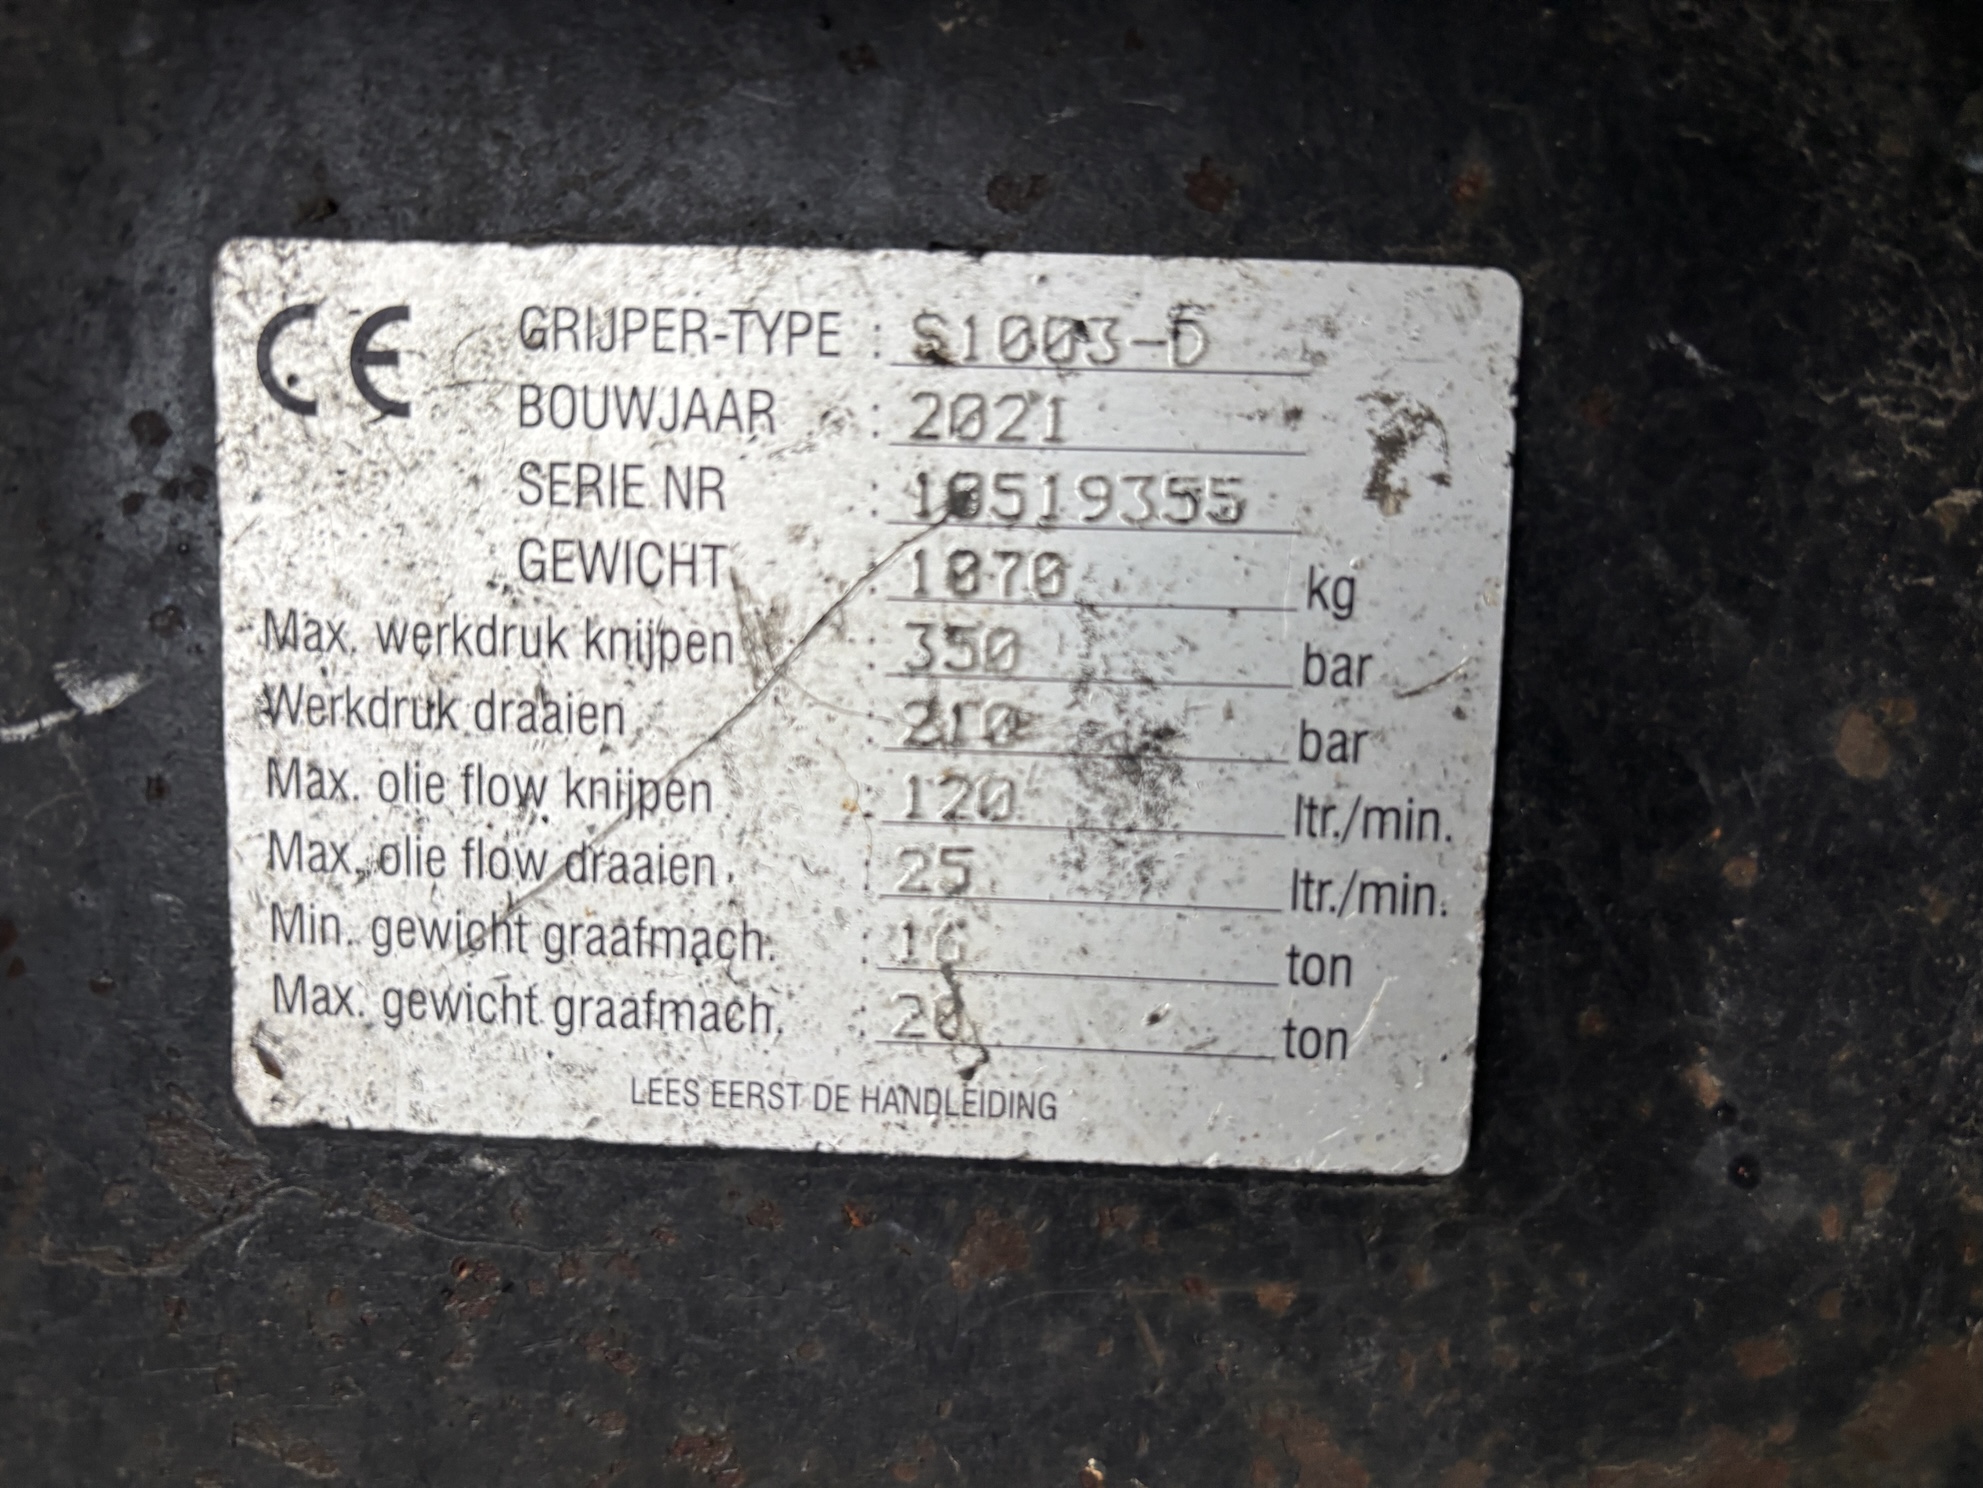 CE GRIJPER-TYPE : S1003-D
BOUWJAAR : 2021
SERIE NR : 10519355
GEWICHT : 1070 kg
Max. werkdruk knijpen : 350 bar
Werkdruk draaien : 210 bar
Max. olie flow knijpen : 120 ltr./min.
Max. olie flow draaien : 25 ltr./min.
Min. gewicht graafmach. : 16 ton
Max. gewicht graafmach. : 20 ton
LEES EERST DE HANDLEIDING